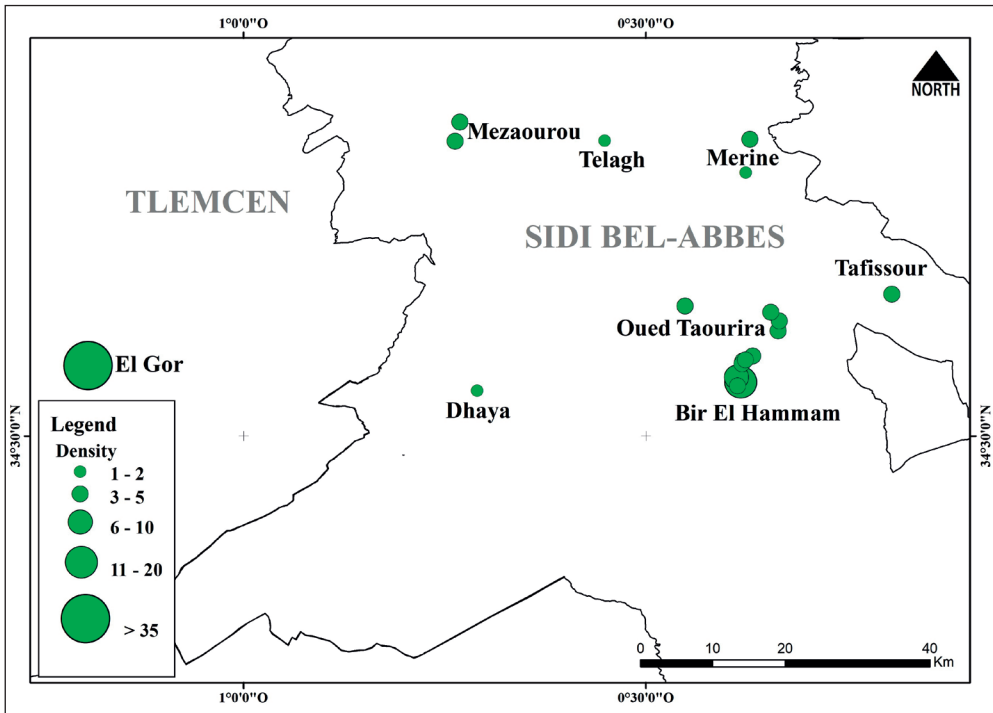 1°0'0"O
0°30'0"O
NORTH
Mezaourou
Telagh
Merine
TLEMCEN
SIDI BEL-ABBES
Tafissour
Oued Taourira
El Gor
Dhaya
Bir El Hammam
34°30'0"N
34°30'0"N
Legend
Density
1 - 2
3 - 5
6 - 10
11 - 20
> 35
0 10 20 40
Km
1°0'0"O
0°30'0"O